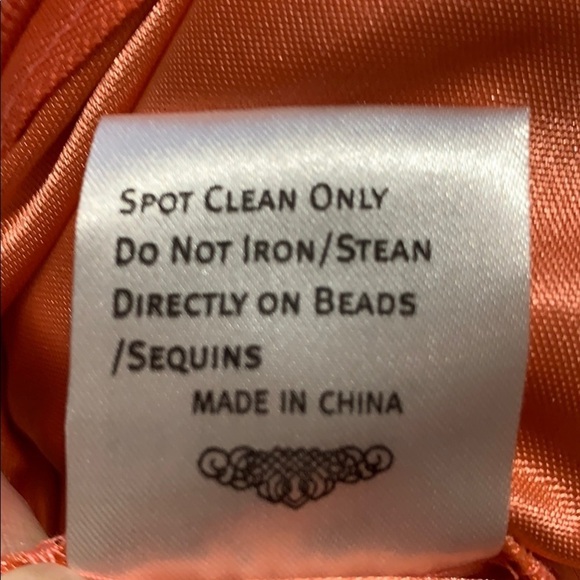 SPOT CLEAN ONLY
DO NOT IRON/STEAN
DIRECTLY ON BEADS
/SEQUINS
MADE IN CHINA